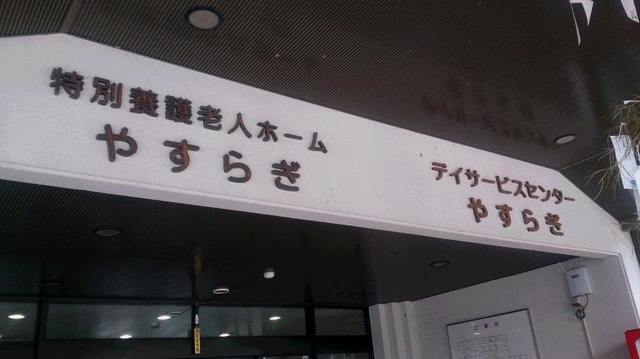 特別養護老人ホーム
やすらぎ
デイサービスセンター
やすらぎ